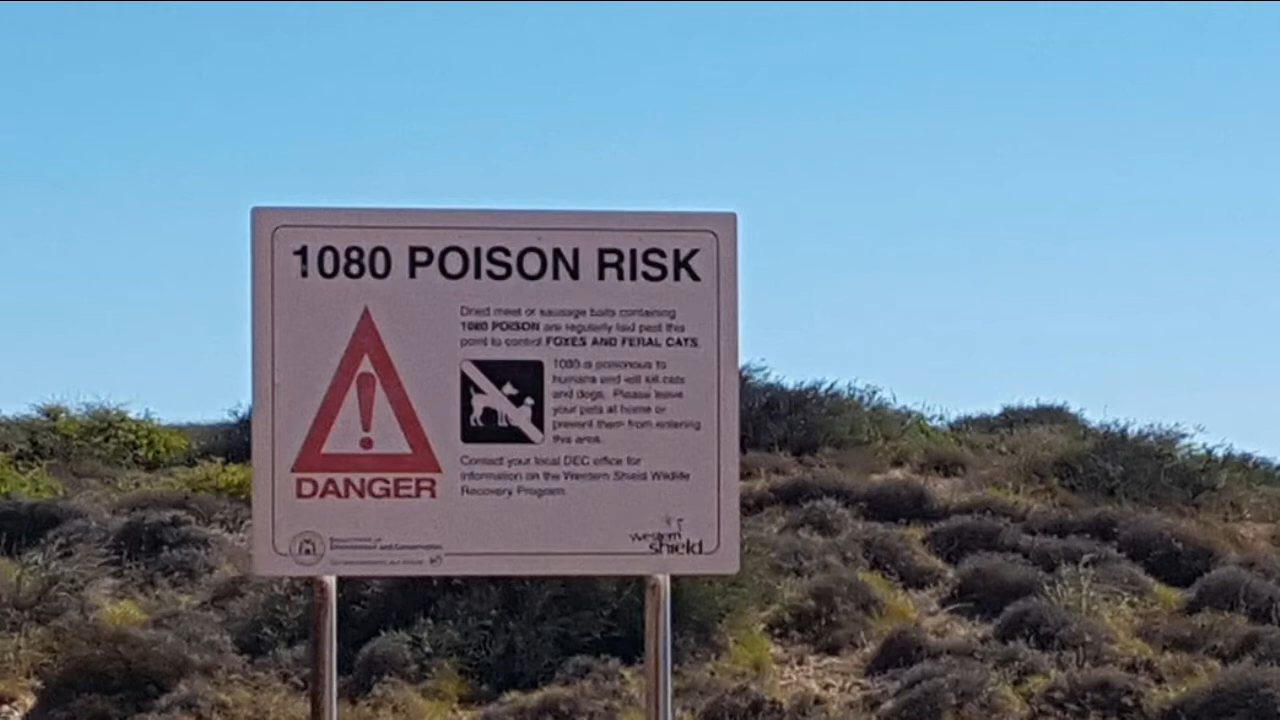 1080 POISON RISK
Dried meat or sausage baits containing
1080 POISON are regularly laid past this
point to control FOXES AND FERAL CATS.
1080 is poisonous to
humans and will kill cats
and dogs. Please leave
your pets at home or
prevent them from entering
this area.
DANGER
Contact your local DEC office for
information on the Western Shield Wildlife
Recovery Program
Department of
Environment and Conservation
western
shield